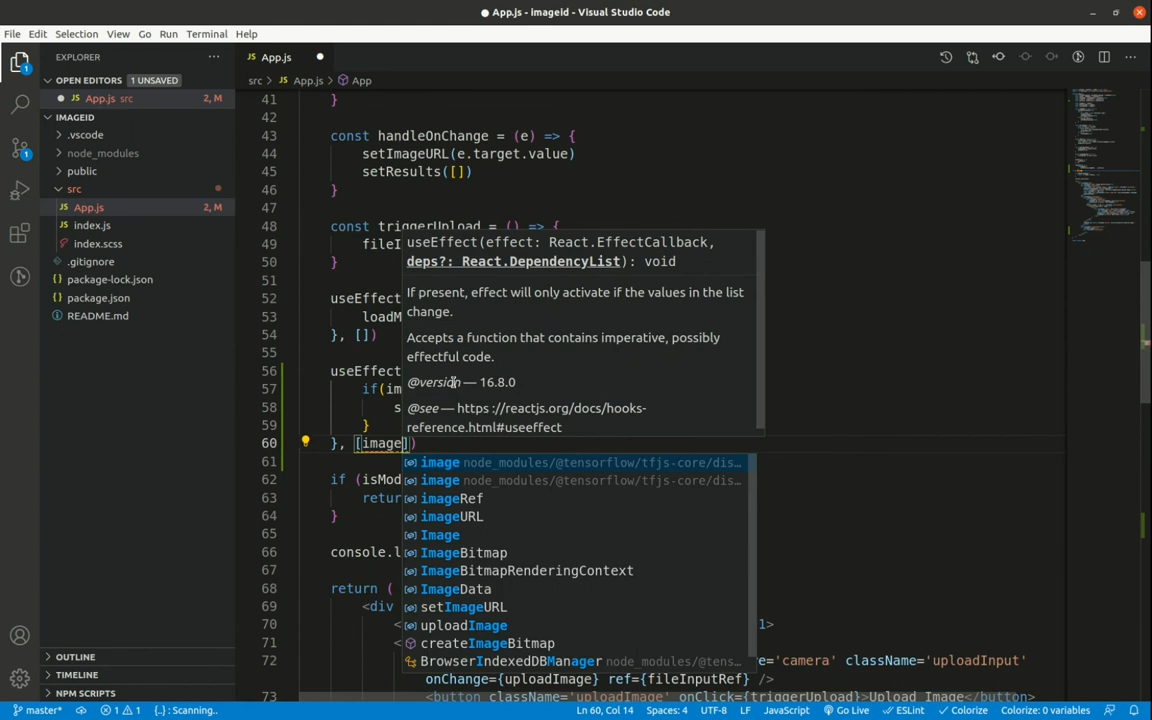 App.js - imageid - Visual Studio Code
File Edit Selection View Go Run Terminal Help
EXPLORER
OPEN EDITORS 1 UNSAVED
App.js src 2, M
IMAGEID
.vscode
node_modules
public
src
App.js 2, M
index.js
index.scss
.gitignore
package-lock.json
package.json
README.md
OUTLINE
TIMELINE
NPM SCRIPTS
1
1
JS App.js
src > JS App.js > App
41 }
42
43 const handleOnChange = (e) => {
44 setImageURL(e.target.value)
45 setResults([])
46 }
47
48 const triggerUpload = () => {
49 fileI
50 }
51
52 useEffect
53 loadM
54 }, [])
55
56 useEffect
57 if(im
58 s
59 }
60 }, [image])
61
62 if (isMod
63 retur
64 }
65
66 console.l
67
68 return (
69 <div
70 < 1>
71 <
72 e='camera' className='uploadInput'
onChange={uploadImage} ref={fileInputRef} />
73 <button className='uploadImage' onClick={triggerUpload}>Upload Image</button>
useEffect(effect: React.EffectCallback,
deps?: React.DependencyList): void
If present, effect will only activate if the values in the list
change.
Accepts a function that contains imperative, possibly
effectful code.
@version — 16.8.0
@see — https ://reactjs.org/docs/hooks-
reference.html#useeffect
image node_modules/@tensorflow/tfjs-core/dis...
image node_modules/@tensorflow/tfjs-core/dis...
imageRef
imageURL
Image
ImageBitmap
ImageBitmapRenderingContext
ImageData
setImageURL
uploadImage
createImageBitmap
BrowserIndexedDBManager node_modules/@tens...
master* 1 1 {..} : Scanning.. Ln 60, Col 14 Spaces: 4 UTF-8 LF JavaScript Go Live ESLint Colorize Colorize: 0 variables